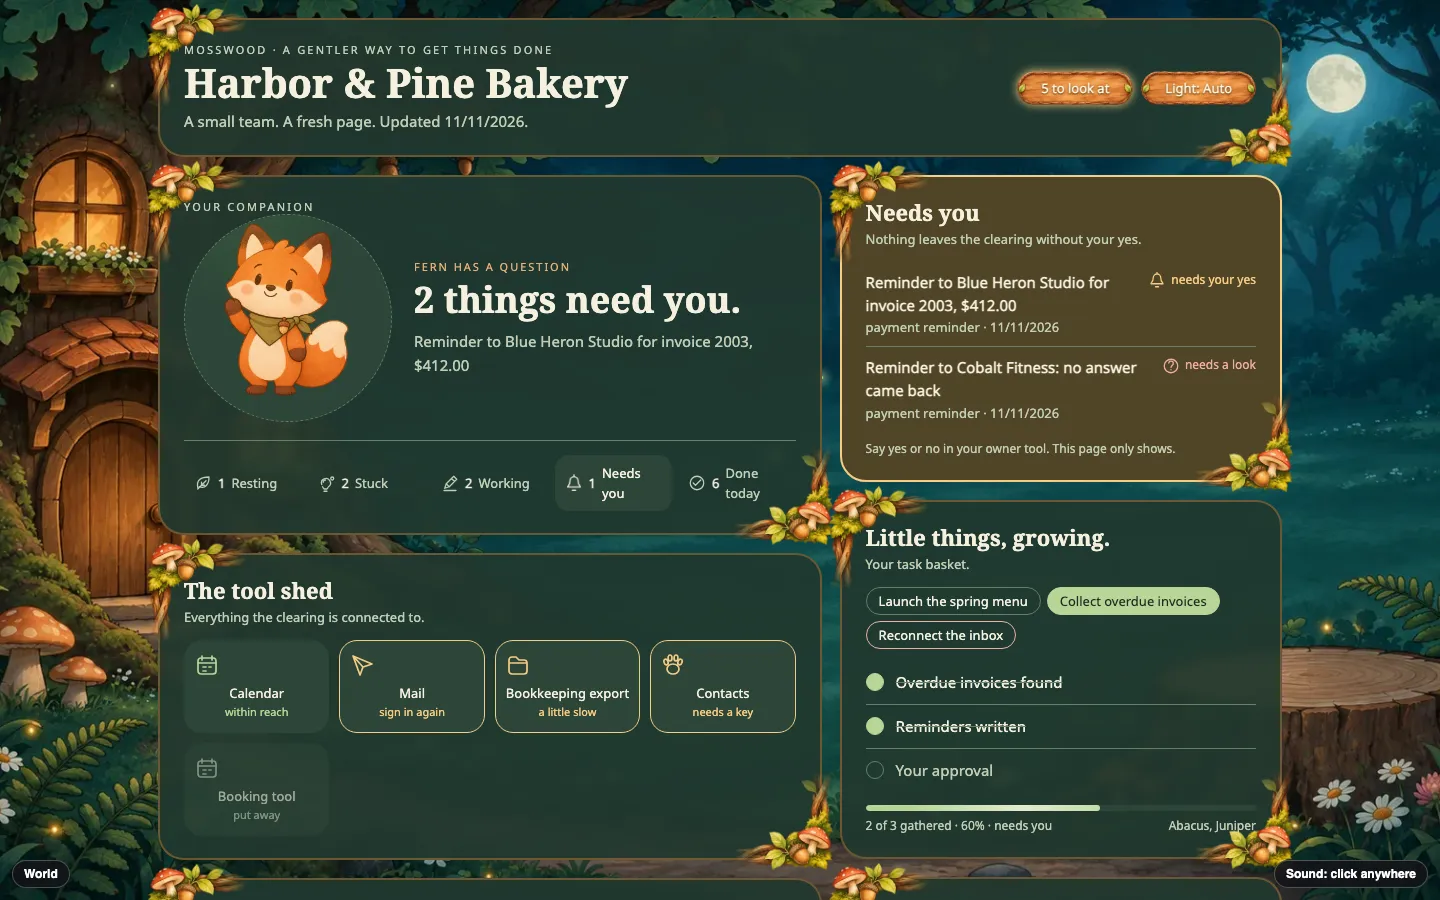 MOSSWOOD · A GENTLER WAY TO GET THINGS DONE
Harbor & Pine Bakery
A small team. A fresh page. Updated 11/11/2026.
5 to look at
Light: Auto
YOUR COMPANION
FERN HAS A QUESTION
2 things need you.
Reminder to Blue Heron Studio for invoice 2003,
$412.00
1 Resting
2 Stuck
2 Working
1 Needs
you
6 Done
today
Needs you
Nothing leaves the clearing without your yes.
Reminder to Blue Heron Studio for
invoice 2003, $412.00
needs your yes
payment reminder · 11/11/2026
Reminder to Cobalt Fitness: no answer
came back
needs a look
payment reminder · 11/11/2026
Say yes or no in your owner tool. This page only shows.
The tool shed
Everything the clearing is connected to.
Calendar
within reach
Mail
sign in again
Bookkeeping export
a little slow
Contacts
needs a key
Booking tool
put away
Little things, growing.
Your task basket.
Launch the spring menu
Collect overdue invoices
Reconnect the inbox
Overdue invoices found
Reminders written
Your approval
2 of 3 gathered · 60% · needs you
Abacus, Juniper
World
Sound: click anywhere